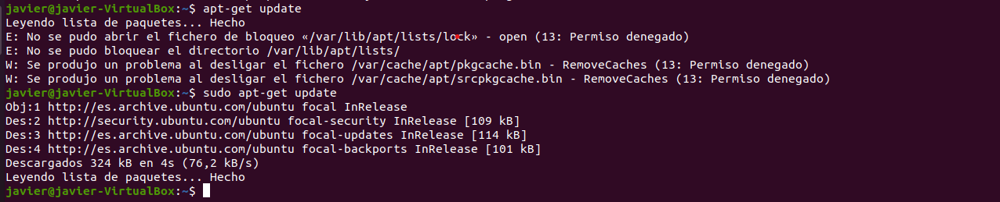 javier@javier-VirtualBox:~$ apt-get update
Leyendo lista de paquetes... Hecho
E: No se pudo abrir el fichero de bloqueo «/var/lib/apt/lists/lock» - open (13: Permiso denegado)
E: No se pudo bloquear el directorio /var/lib/apt/lists/
W: Se produjo un problema al desligar el fichero /var/cache/apt/pkgcache.bin - RemoveCaches (13: Permiso denegado)
W: Se produjo un problema al desligar el fichero /var/cache/apt/srcpkgcache.bin - RemoveCaches (13: Permiso denegado)
javier@javier-VirtualBox:~$ sudo apt-get update
Obj:1 http://es.archive.ubuntu.com/ubuntu focal InRelease
Des:2 http://security.ubuntu.com/ubuntu focal-security InRelease [109 kB]
Des:3 http://es.archive.ubuntu.com/ubuntu focal-updates InRelease [114 kB]
Des:4 http://es.archive.ubuntu.com/ubuntu focal-backports InRelease [101 kB]
Descargados 324 kB en 4s (76,2 kB/s)
Leyendo lista de paquetes... Hecho
javier@javier-VirtualBox:~$